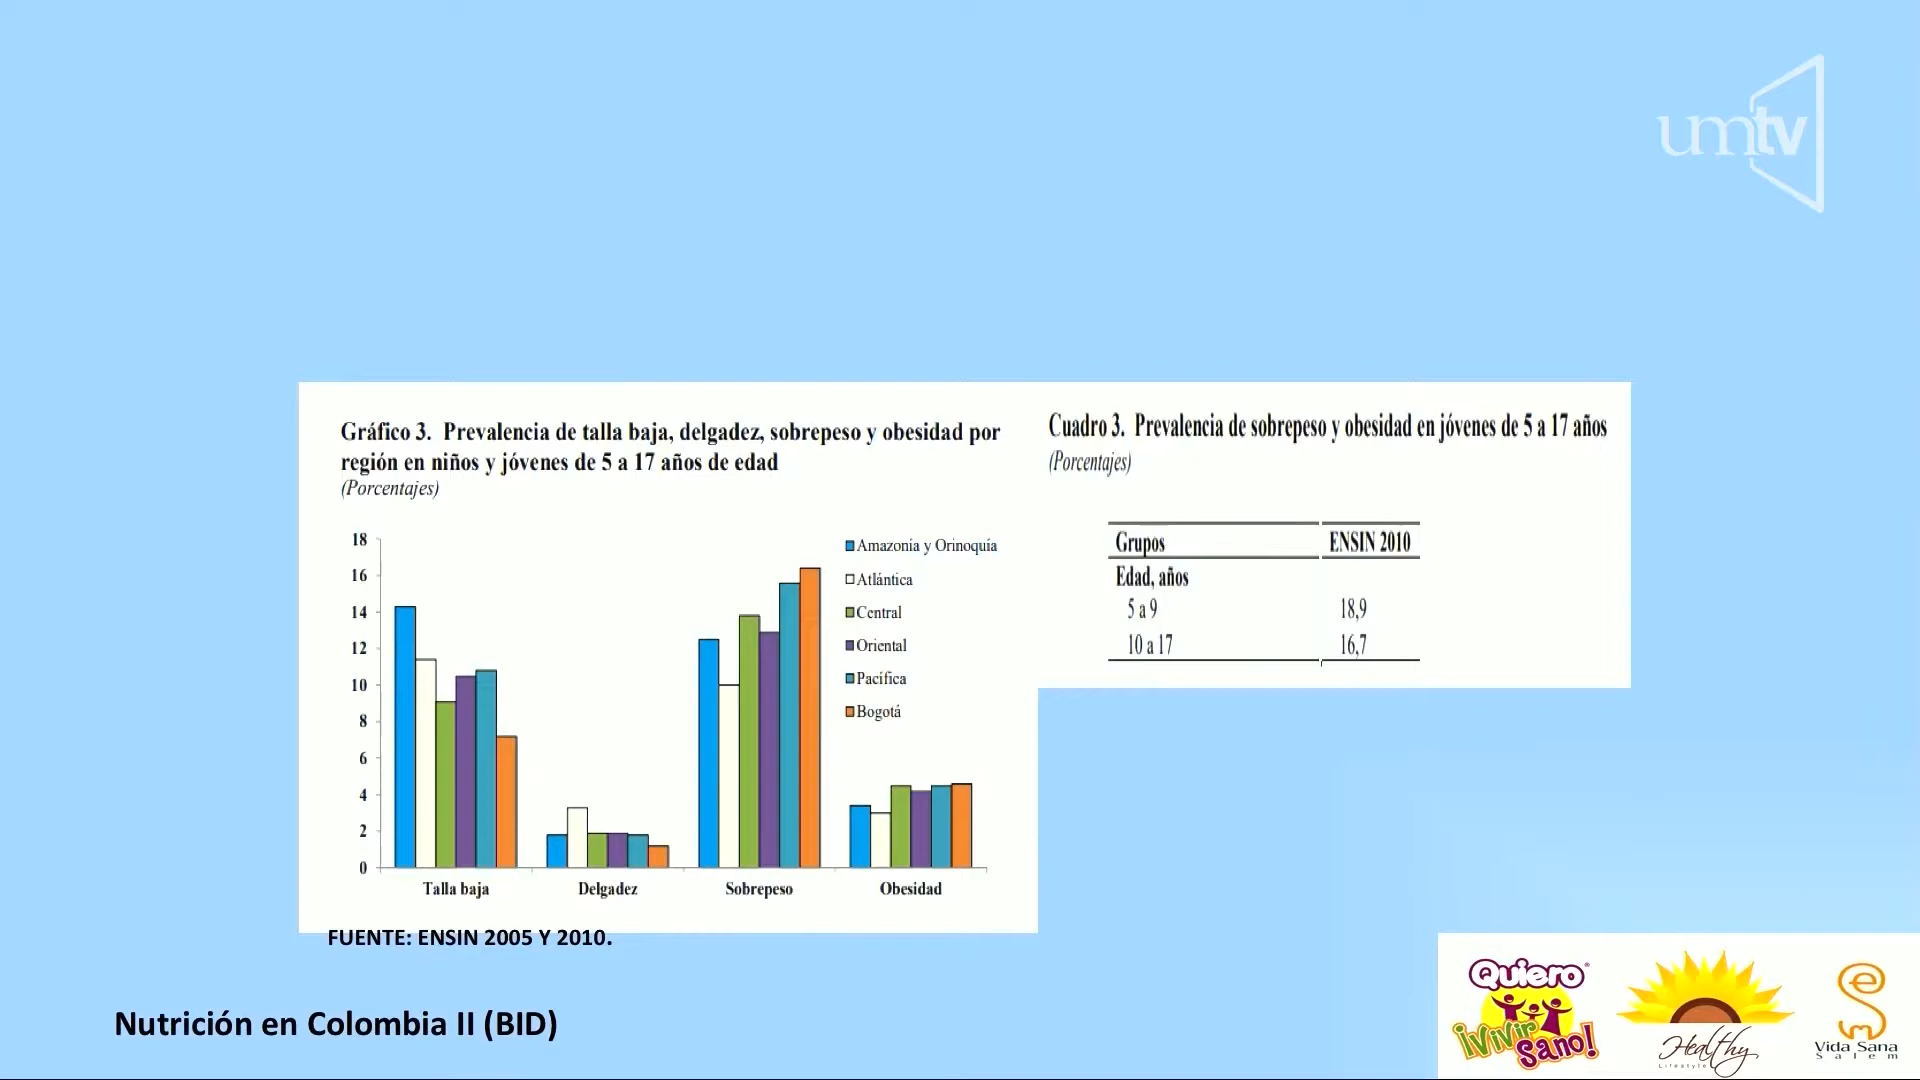 umtv
Gráfico 3. Prevalencia de talla baja, delgadez, sobrepeso y obesidad por
región en niños y jóvenes de 5 a 17 años de edad
(Porcentajes)
18
16
14
12
10
8
6
4
2
0
Amazonía y Orinoquía
Atlántica
Central
Oriental
Pacífica
Bogotá
Talla baja
Delgadez
Sobrepeso
Obesidad
Cuadro 3. Prevalencia de sobrepeso y obesidad en jóvenes de 5 a 17 años
(Porcentajes)
Grupos ENSIN 2010
Edad, años
5 a 9 18,9
10 a 17 16,7
FUENTE: ENSIN 2005 Y 2010.
Nutrición en Colombia II (BID)
Quiero
¡Vivir
Sano!
Healthy
Lifestyle
Vida Sana
Salem